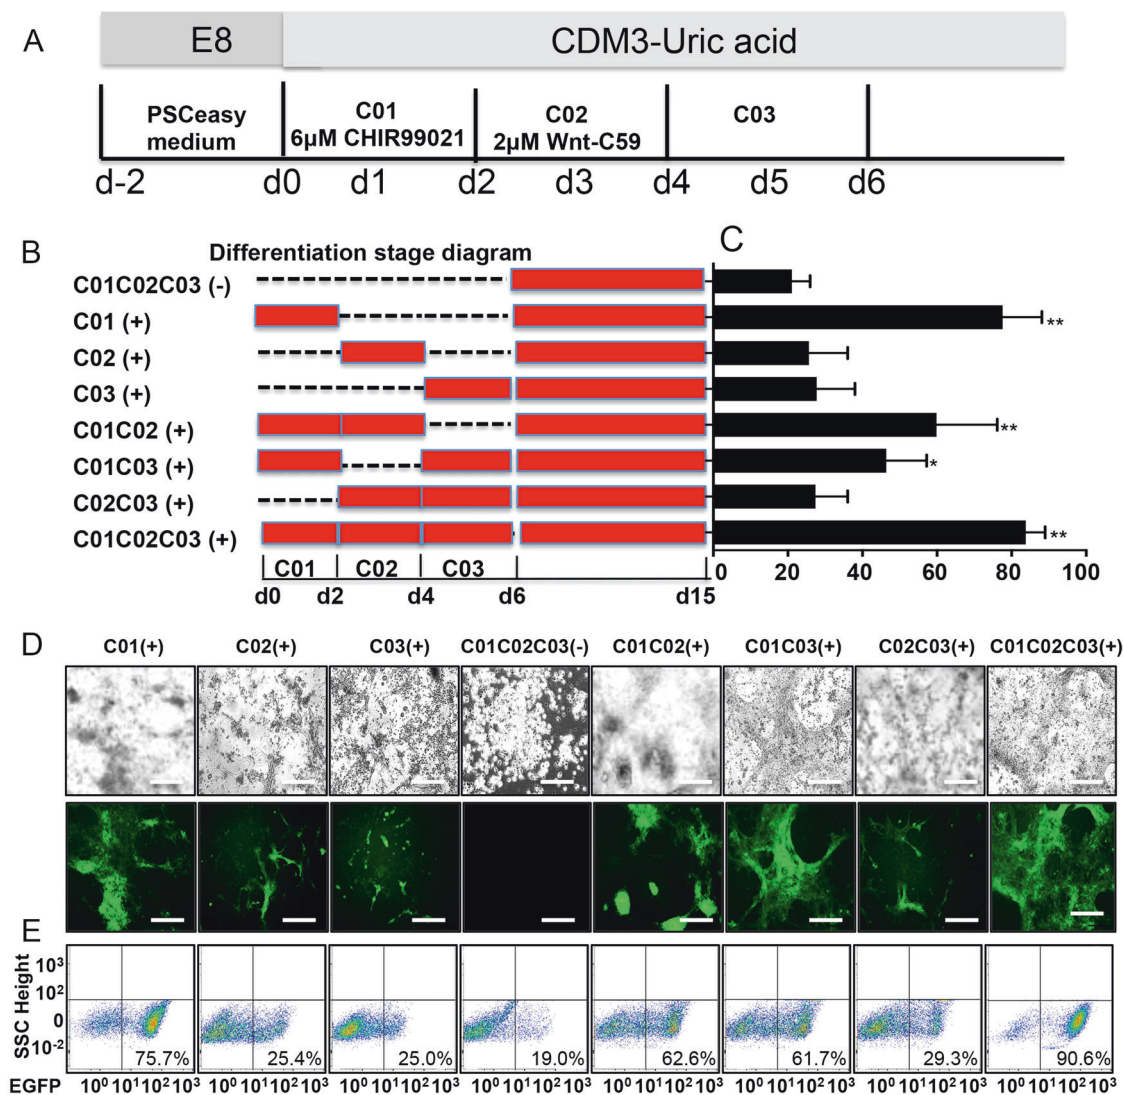 A
E8
CDM3-Uric acid
PSCeasy
medium
C01
6μM CHIR99021
C02
2μM Wnt-C59
C03
d-2
d0
d1
d2
d3
d4
d5
d6
B
Differentiation stage diagram
C
C01C02C03 (-)
C01 (+)
**
C02 (+)
C03 (+)
C01C02 (+)
**
C01C03 (+)
*
C02C03 (+)
C01C02C03 (+)
**
C01
C02
C03
0
20
40
60
80
100
d0
d2
d4
d6
d15
D
C01(+)
C02(+)
C03(+)
C01C02C03(-)
C01C02(+)
C01C03(+)
C02C03(+)
C01C02C03(+)
E
SSC Height
10³
10²
0
10⁻²
75.7%
25.4%
25.0%
19.0%
62.6%
61.7%
29.3%
90.6%
EGFP
10⁰ 10¹ 10² 10³
10⁰ 10¹ 10² 10³
10⁰ 10¹ 10² 10³
10⁰ 10¹ 10² 10³
10⁰ 10¹ 10² 10³
10⁰ 10¹ 10² 10³
10⁰ 10¹ 10² 10³
10⁰ 10¹ 10² 10³